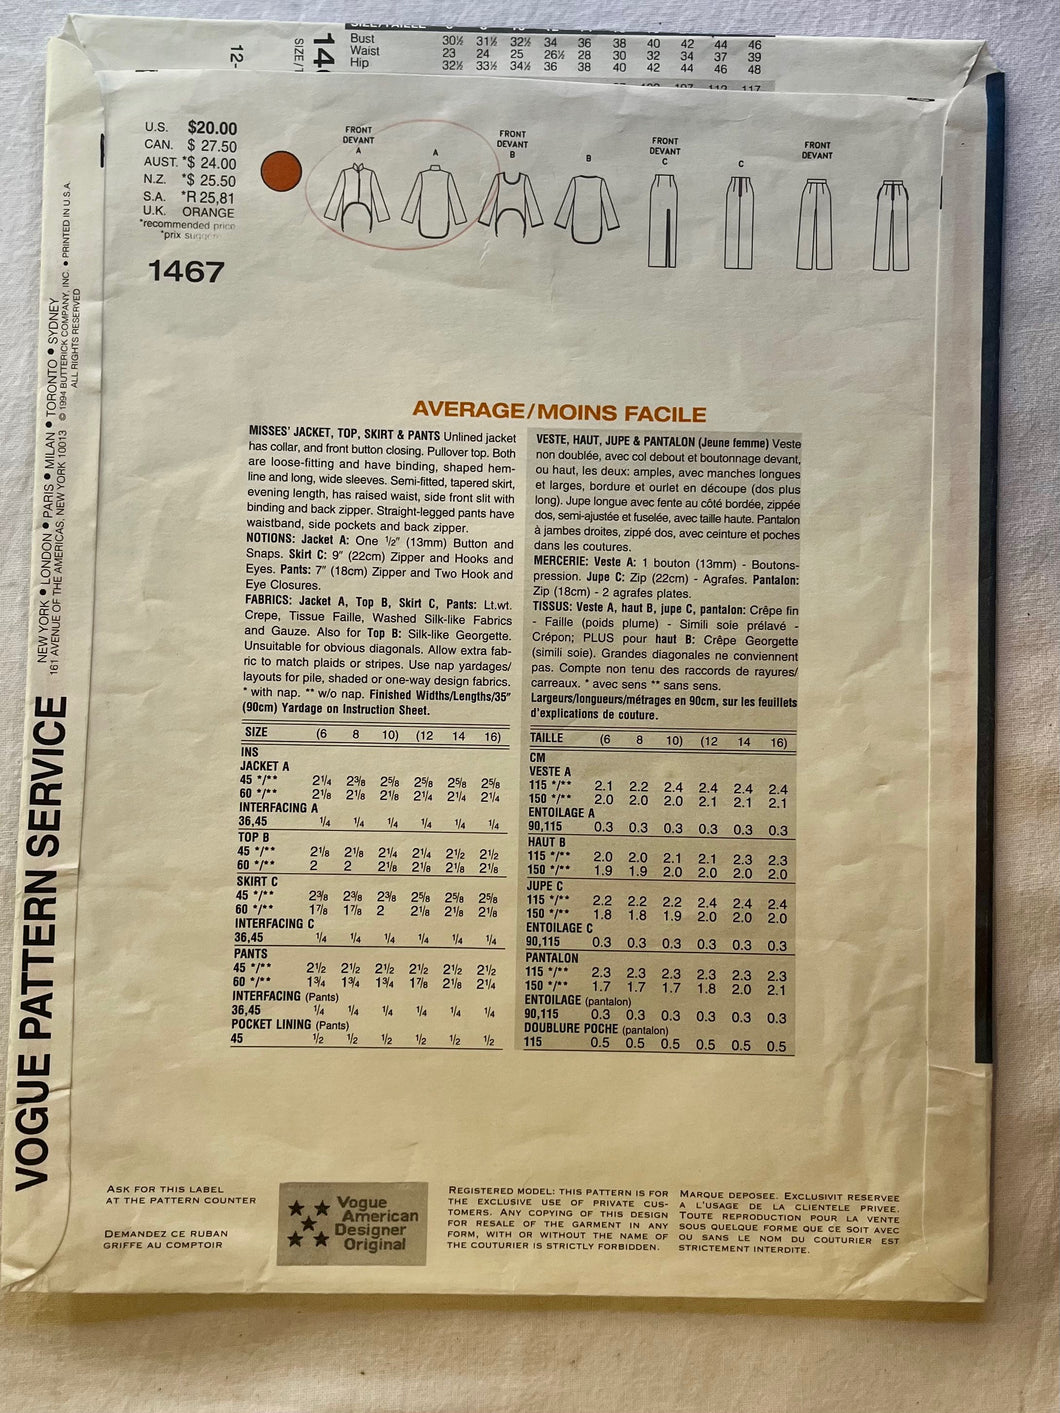 Bust 30½ 31½ 32½ 34 36 38 40 42 44 46
Waist 23 24 25 26½ 28 30 32 34 37 39
Hip 32½ 33½ 34½ 36 38 40 42 44 46 48
12-
U.S. $20.00
CAN. $ 27.50
AUST. *$ 24.00
N.Z. *$ 25.50
S.A. *R 25,81
U.K. ORANGE
*recommended price
*prix
1467
FRONT
DEVANT
A
A
FRONT
DEVANT
B
B
FRONT
DEVANT
C
C
FRONT
DEVANT
AVERAGE/MOINS FACILE
MISSES' JACKET, TOP, SKIRT & PANTS Unlined jacket
has collar, and front button closing. Pullover top. Both
are loose-fitting and have binding, shaped hem-
line and long, wide sleeves. Semi-fitted, tapered skirt,
evening length, has raised waist, side front slit with
binding and back zipper. Straight-legged pants have
waistband, side pockets and back zipper.
NOTIONS: Jacket A: One ½" (13mm) Button and
Snaps. Skirt C: 9" (22cm) Zipper and Hooks and
Eyes. Pants: 7" (18cm) Zipper and Two Hook and
Eye Closures.
FABRICS: Jacket A, Top B, Skirt C, Pants: Lt.wt.
Crepe, Tissue Faille, Washed Silk-like Fabrics
and Gauze. Also for Top B: Silk-like Georgette.
Unsuitable for obvious diagonals. Allow extra fab-
ric to match plaids or stripes. Use nap yardages/
layouts for pile, shaded or one-way design fabrics.
* with nap. ** w/o nap. Finished Widths/Lengths/35"
(90cm) Yardage on Instruction Sheet.
SIZE (6 8 10) (12 14 16)
INS
JACKET A
45 */** 2¼ 2⅜ 2⅝ 2⅝ 2⅝ 2⅝
60 */** 2⅛ 2⅛ 2⅛ 2¼ 2¼ 2¼
INTERFACING A
36,45 ¼ ¼ ¼ ¼ ¼ ¼
TOP B
45 */** 2⅛ 2⅛ 2¼ 2¼ 2½ 2½
60 */** 2 2 2⅛ 2⅛ 2⅛ 2⅛
SKIRT C
45 */** 2⅜ 2⅜ 2⅜ 2⅝ 2⅝ 2⅝
60 */** 1⅞ 1⅞ 2 2⅛ 2⅛ 2⅛
INTERFACING C
36,45 ¼ ¼ ¼ ¼ ¼ ¼
PANTS
45 */** 2½ 2½ 2½ 2½ 2½ 2½
60 */** 1¾ 1¾ 1¾ 1⅞ 2⅛ 2¼
INTERFACING (Pants)
36,45 ¼ ¼ ¼ ¼ ¼ ¼
POCKET LINING (Pants)
45 ½ ½ ½ ½ ½ ½
VESTE, HAUT, JUPE & PANTALON (Jeune femme) Veste
non doublée, avec col debout et boutonnage devant,
ou haut, les deux: amples, avec manches longues
et larges, bordure et ourlet en découpe (dos plus
long). Jupe longue avec fente au côté bordée, zippée
dos, semi-ajustée et fuselée, avec taille haute. Pantalon
à jambes droites, zippé dos, avec ceinture et poches
dans les coutures.
MERCERIE: Veste A: 1 bouton (13mm) - Boutons-
pression. Jupe C: Zip (22cm) - Agrafes. Pantalon:
Zip (18cm) - 2 agrafes plates.
TISSUS: Veste A, haut B, jupe C, pantalon: Crêpe fin
- Faille (poids plume) - Simili soie prélavé -
Crépon; PLUS pour haut B: Crêpe Georgette
(simili soie). Grandes diagonales ne conviennent
pas. Compte non tenu des raccords de rayures/
carreaux. * avec sens ** sans sens.
Largeurs/longueurs/métrages en 90cm, sur les feuillets
d'explications de couture.
TAILLE (6 8 10) (12 14 16)
CM
VESTE A
115 */** 2.1 2.2 2.4 2.4 2.4 2.4
150 */** 2.0 2.0 2.0 2.1 2.1 2.1
ENTOILAGE A
90,115 0.3 0.3 0.3 0.3 0.3 0.3
HAUT B
115 */** 2.0 2.0 2.1 2.1 2.3 2.3
150 */** 1.9 1.9 2.0 2.0 2.0 2.0
JUPE C
115 */** 2.2 2.2 2.2 2.4 2.4 2.4
150 */** 1.8 1.8 1.9 2.0 2.0 2.0
ENTOILAGE C
90,115 0.3 0.3 0.3 0.3 0.3 0.3
PANTALON
115 */** 2.3 2.3 2.3 2.3 2.3 2.3
150 */** 1.7 1.7 1.7 1.8 2.0 2.1
ENTOILAGE (pantalon)
90,115 0.3 0.3 0.3 0.3 0.3 0.3
DOUBLURE POCHE (pantalon)
115 0.5 0.5 0.5 0.5 0.5 0.5
VOGUE PATTERN SERVICE
NEW YORK • LONDON • PARIS • MILAN • TORONTO • SYDNEY
161 AVENUE OF THE AMERICAS, NEW YORK 10013 © 1994 BUTTERICK COMPANY, INC. • PRINTED IN U.S.A.
ALL RIGHTS RESERVED
ASK FOR THIS LABEL
AT THE PATTERN COUNTER
DEMANDEZ CE RUBAN
GRIFFE AU COMPTOIR
Vogue
American
Designer
Original
REGISTERED MODEL: THIS PATTERN IS FOR
THE EXCLUSIVE USE OF PRIVATE CUS-
TOMERS. ANY COPYING OF THIS DESIGN
FOR RESALE OF THE GARMENT IN ANY
FORM, WITH OR WITHOUT THE NAME OF
THE COUTURIER IS STRICTLY FORBIDDEN.
MARQUE DEPOSEE. EXCLUSIVIT RESERVEE
A L'USAGE DE LA CLIENTELE PRIVEE.
TOUTE REPRODUCTION POUR LA VENTE
SOUS QUELQUE FORME QUE CE SOIT AVEC
OU SANS LE NOM DU COUTURIER EST
STRICTEMENT INTERDITE.